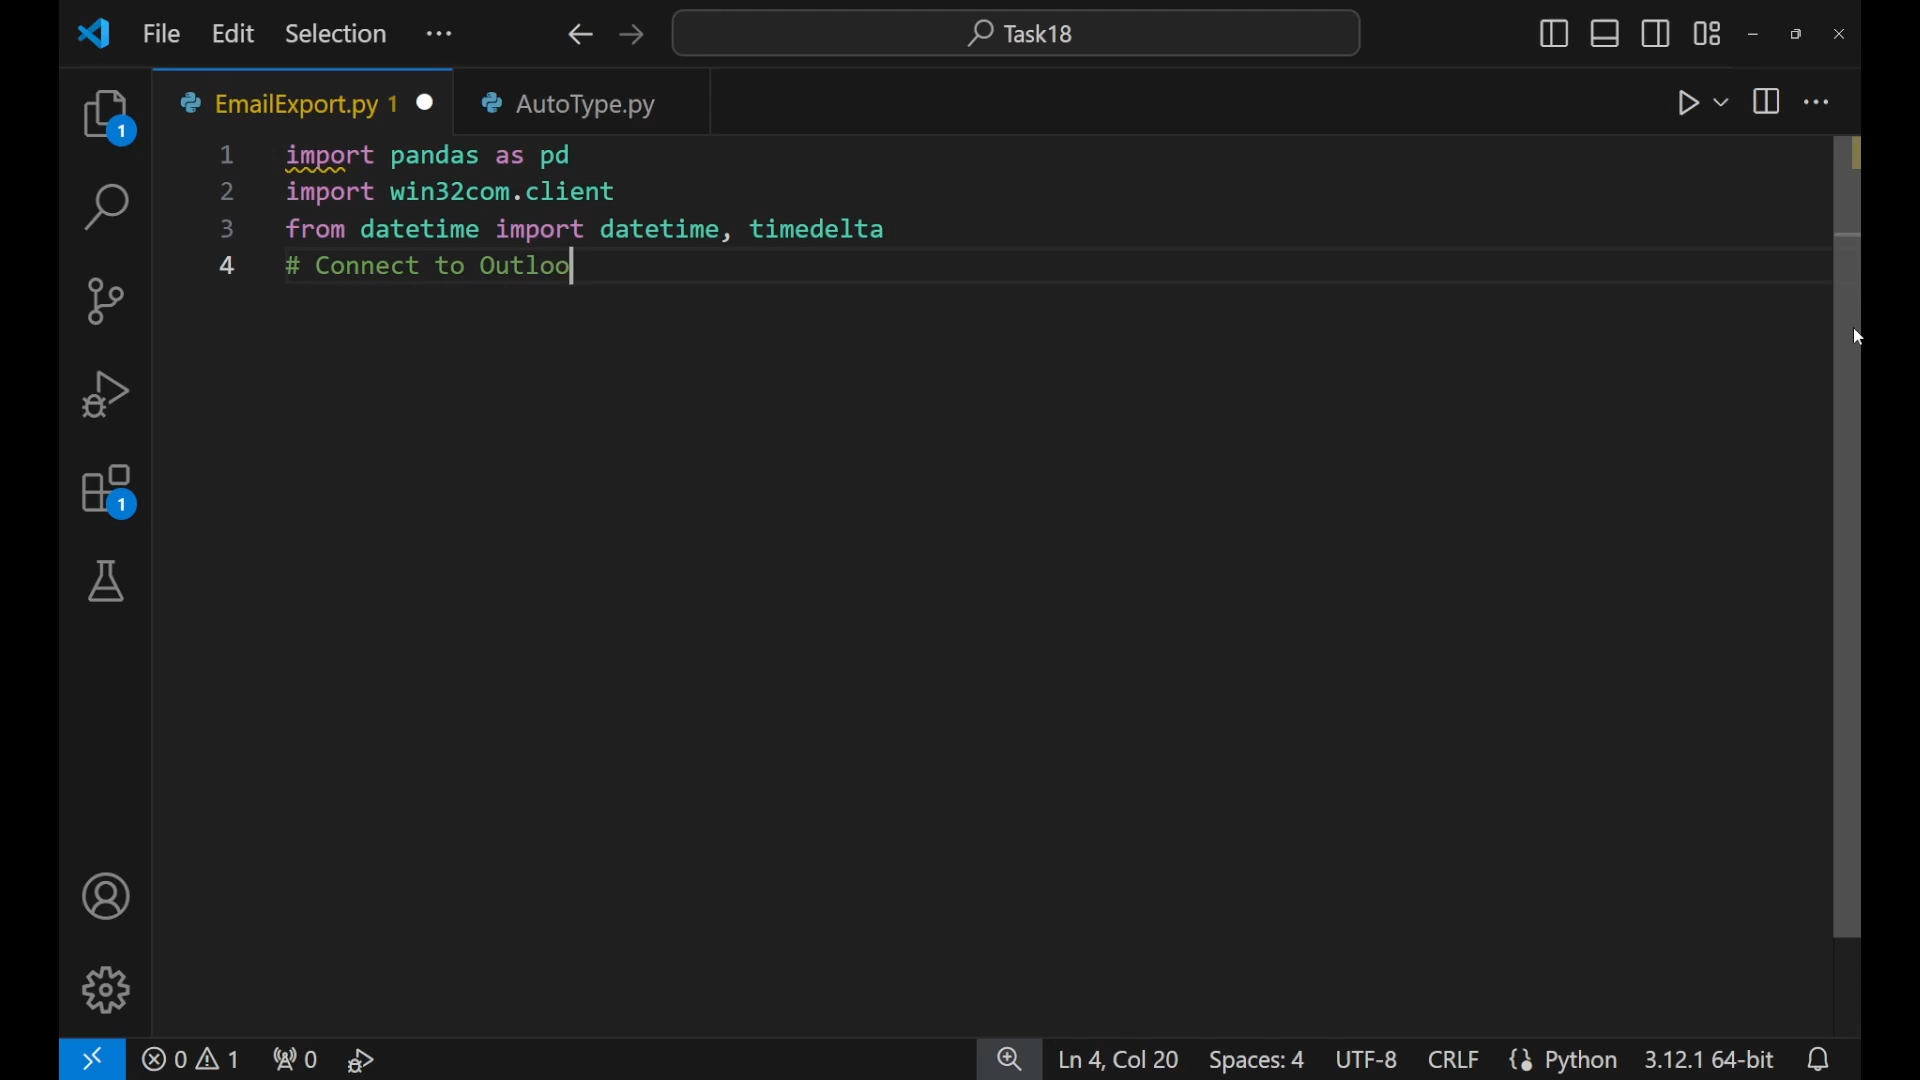 File Edit Selection ··· Task18
EmailExport.py 1 AutoType.py
1 import pandas as pd
2 import win32com.client
3 from datetime import datetime, timedelta
4 # Connect to Outloo
1
1
0 1 0 Ln 4, Col 20 Spaces: 4 UTF-8 CRLF Python 3.12.1 64-bit